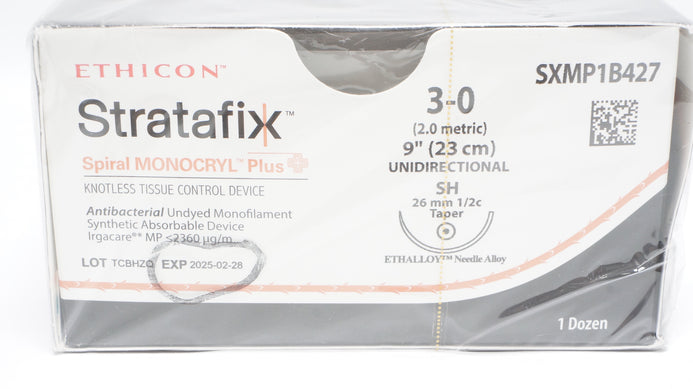 ETHICON™
SXMP1B427
Stratafix™
Spiral MONOCRYL™ Plus
KNOTLESS TISSUE CONTROL DEVICE
Antibacterial Undyed Monofilament
Synthetic Absorbable Device
Irgacare®* MP ≤2360 µg/m
LOT TCBHZQ EXP 2025-02-28
3-0
(2.0 metric)
9" (23 cm)
UNIDIRECTIONAL
SH
26 mm 1/2c
Taper
ETHALLOY™ Needle Alloy
1 Dozen